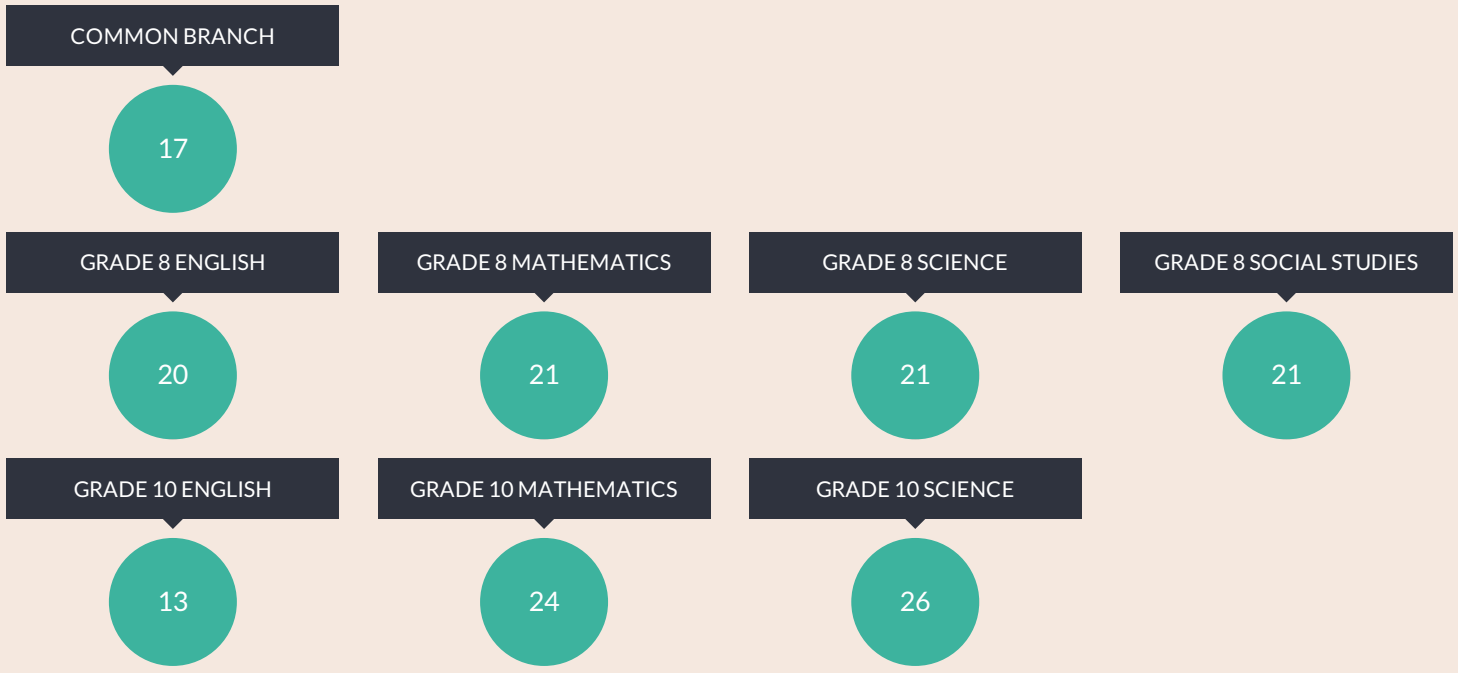 COMMON BRANCH
17
GRADE 8 ENGLISH
20
GRADE 8 MATHEMATICS
21
GRADE 8 SCIENCE
21
GRADE 8 SOCIAL STUDIES
21
GRADE 10 ENGLISH
13
GRADE 10 MATHEMATICS
24
GRADE 10 SCIENCE
26